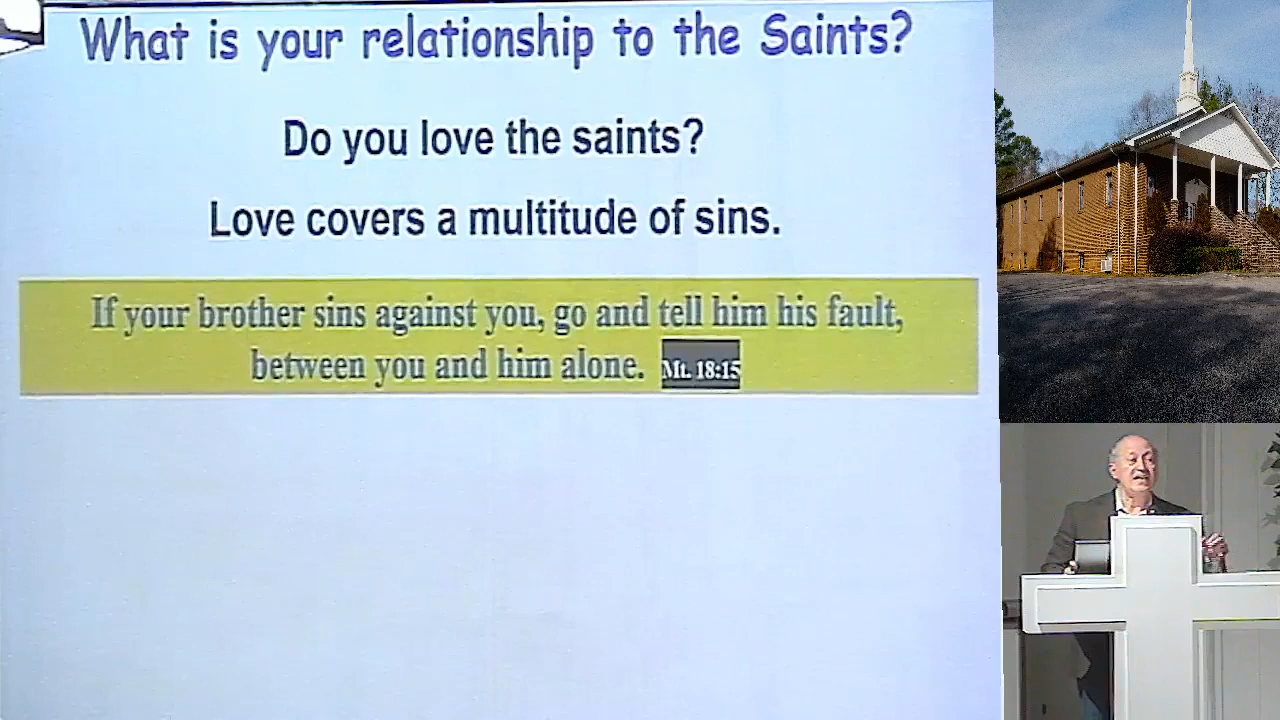 What is your relationship to the Saints?
Do you love the saints?
Love covers a multitude of sins.
If your brother sins against you, go and tell him his fault,
between you and him alone. Mt. 18:15